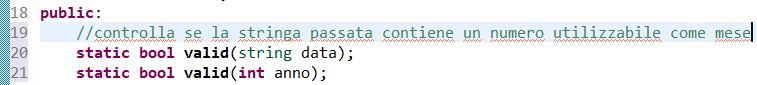 18 public:
19 //controlla se la stringa passata contiene un numero utilizzabile come mese
20 static bool valid(string data);
21 static bool valid(int anno);